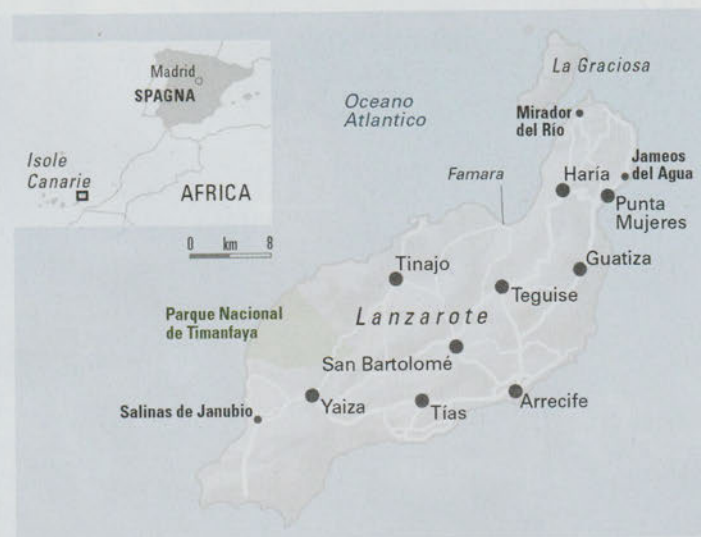 Madrid
SPAGNA
Isole
Canarie
AFRICA
0 km 8
Oceano
Atlantico
La Graciosa
Mirador
del Río
Jameos
del Agua
Famara
Haría
Punta
Mujeres
Guatiza
Tinajo
Teguise
Parque Nacional
de Timanfaya
Lanzarote
San Bartolomé
Salinas de Janubio
Yaiza
Tías
Arrecife